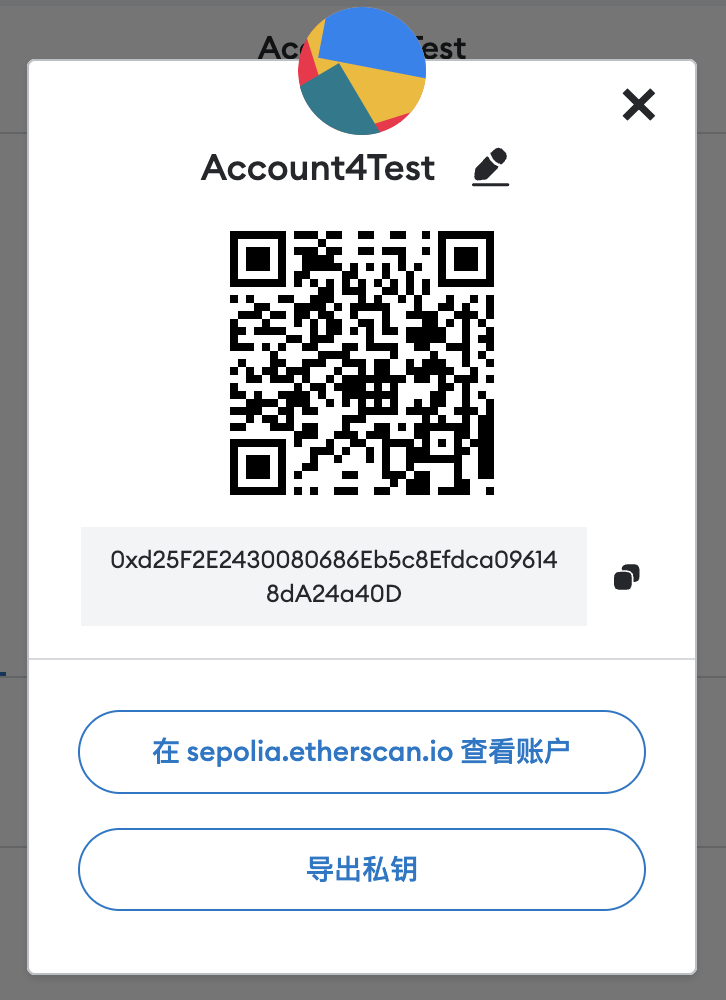 Account4Test
0xd25F2E2430080686Eb5c8Efdca09614
8dA24a40D
在 sepolia.etherscan.io 查看账户
导出私钥